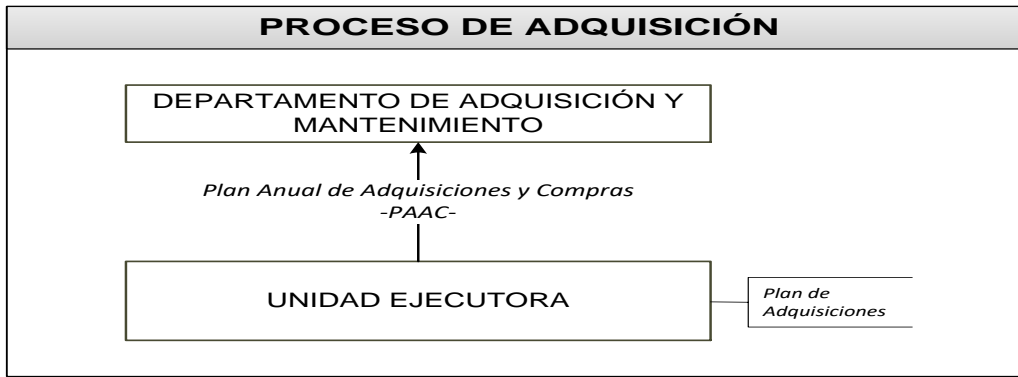 PROCESO DE ADQUISICIÓN
DEPARTAMENTO DE ADQUISICIÓN Y
MANTENIMIENTO
Plan Anual de Adquisiciones y Compras
-PAAC-
UNIDAD EJECUTORA
Plan de
Adquisiciones